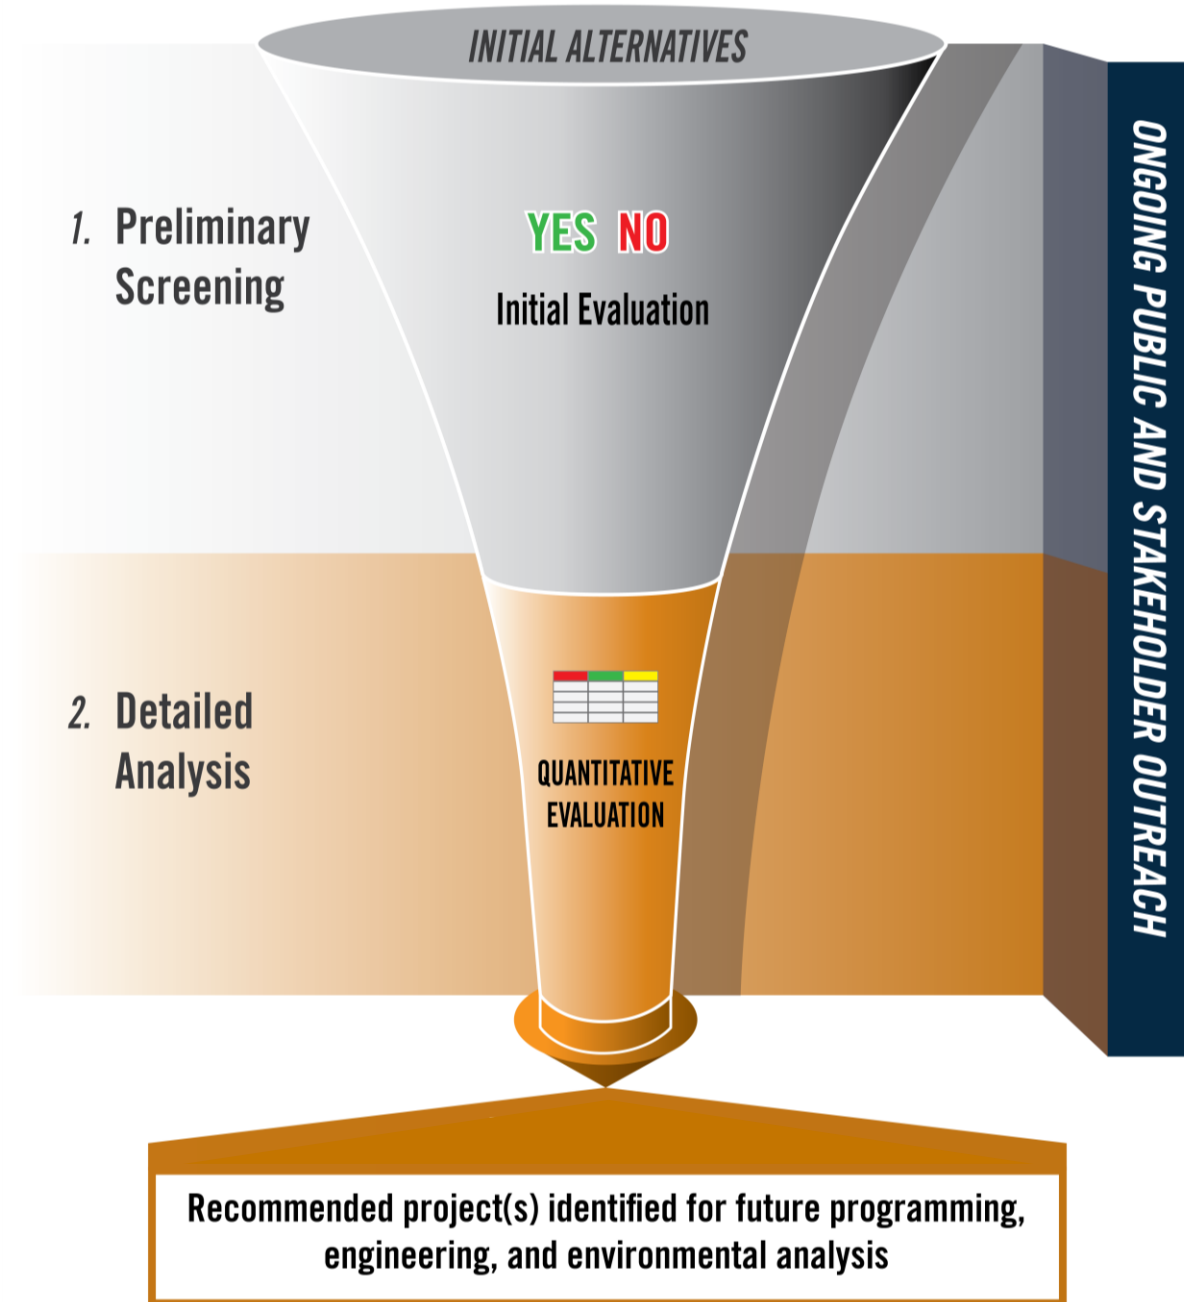 INITIAL ALTERNATIVES
1. Preliminary
Screening
YES NO
Initial Evaluation
2. Detailed
Analysis
QUANTITATIVE
EVALUATION
ONGOING PUBLIC AND STAKEHOLDER OUTREACH
Recommended project(s) identified for future programming,
engineering, and environmental analysis